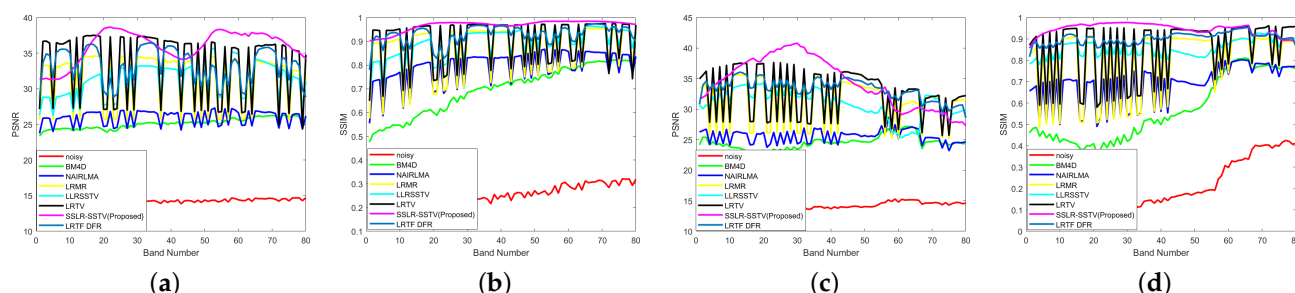 40
35
30
25
20
15
10
PSNR
noisy
BM4D
NAIRLMA
LRMR
LLRSSTV
LRTV
SSLR-SSTV(Proposed)
LRTF DFR
0 10 20 30 40 50 60 70 80
Band Number
(a)
1
0.9
0.8
0.7
0.6
0.5
0.4
0.3
0.2
0.1
SSIM
noisy
BM4D
NAIRLMA
LRMR
LLRSSTV
LRTV
SSLR-SSTV(Proposed)
LRTF DFR
0 10 20 30 40 50 60 70 80
Band Number
(b)
45
40
35
30
25
20
15
10
PSNR
noisy
BM4D
NAIRLMA
LRMR
LLRSSTV
LRTV
SSLR-SSTV(Proposed)
LRTF DFR
0 10 20 30 40 50 60 70 80
Band Number
(c)
1
0.9
0.8
0.7
0.6
0.5
0.4
0.3
0.2
0.1
0
SSIM
noisy
BM4D
NAIRLMA
LRMR
LLRSSTV
LRTV
SSLR-SSTV(Proposed)
LRTF DFR
0 10 20 30 40 50 60 70 80
Band Number
(d)